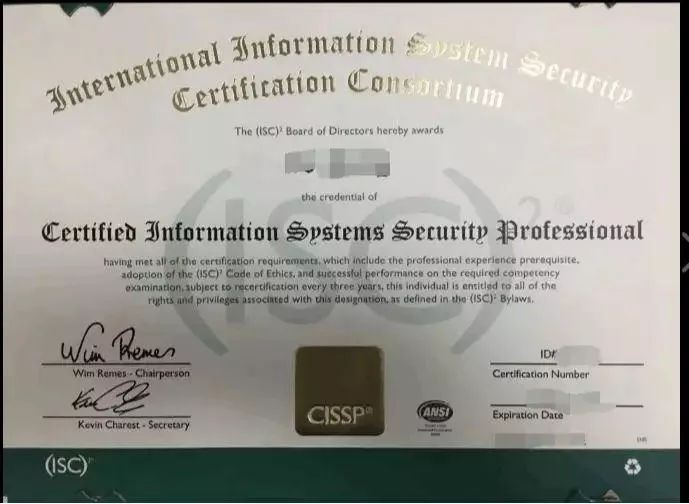 International Information System Security
Certification Consortium
The (ISC)² Board of Directors hereby awards
the credential of
Certified Information Systems Security Professional
having met all of the certification requirements, which include the professional experience prerequisite,
adoption of the (ISC)² Code of Ethics, and successful performance on the required competency
examination, subject to recertification every three years, this individual is entitled to all of the
rights and privileges associated with this designation, as defined in the (ISC)² Bylaws.
(ISC)²®
Wim Remes
Wim Remes - Chairperson
Kevin Charest - Secretary
CISSP®
ANSI
ID#
Certification Number
Expiration Date
(ISC)²